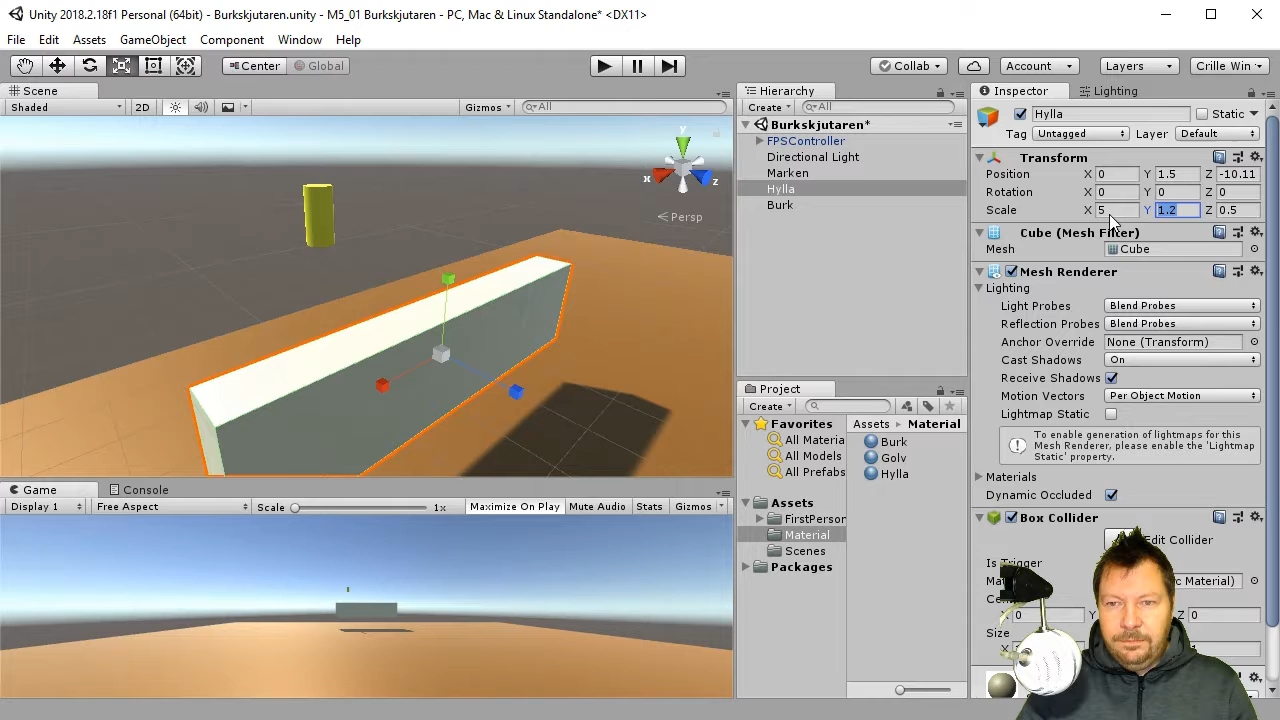 Unity 2018.2.18f1 Personal (64bit) - Burkskjutaren.unity - M5_01 Burkskjutaren - PC, Mac & Linux Standalone* <DX11>
File Edit Assets GameObject Component Window Help
Center Global Collab Account Layers Crille Win
Scene
Shaded 2D Gizmos All
y
x z
Persp
Hierarchy
Create All
Burkskjutaren*
FPSController
Directional Light
Marken
Hylla
Burk
Inspector Lighting
Hylla Static
Tag Untagged Layer Default
Transform
Position X 0 Y 1.5 Z -10.11
Rotation X 0 Y 0 Z 0
Scale X 5 Y 1.2 Z 0.5
Cube (Mesh Filter)
Mesh Cube
Mesh Renderer
Lighting
Light Probes Blend Probes
Reflection Probes Blend Probes
Anchor Override None (Transform)
Cast Shadows On
Receive Shadows
Motion Vectors Per Object Motion
Lightmap Static
To enable generation of lightmaps for this
Mesh Renderer, please enable the 'Lightmap
Static' property.
Materials
Dynamic Occluded
Box Collider
Edit Collider
Is Trigger
Material)
0 Z 0
Size
Project
Create
Favorites
All Materia
All Models
All Prefabs
Assets
FirstPerson
Material
Scenes
Packages
Assets Material
Burk
Golv
Hylla
Game Console
Display 1 Free Aspect Scale 1x Maximize On Play Mute Audio Stats Gizmos